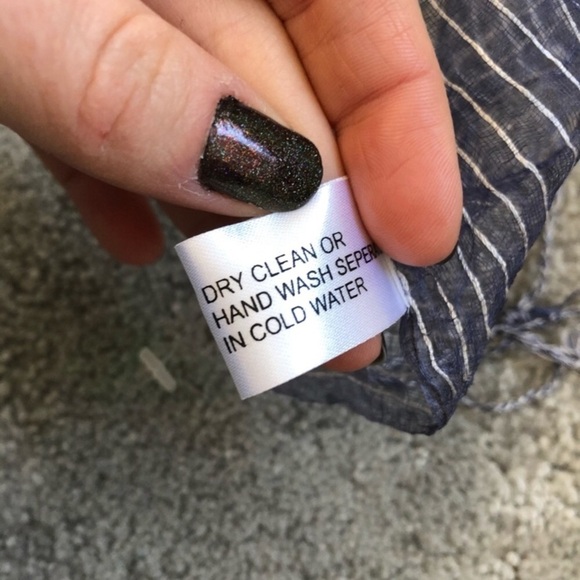 DRY CLEAN OR
HAND WASH SEPER
IN COLD WATER